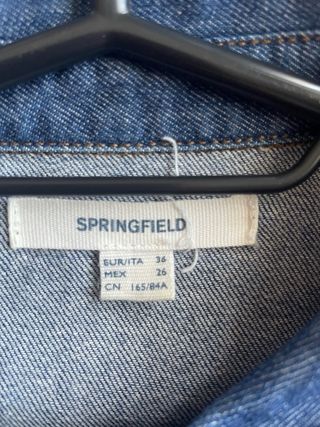 SPRINGFIELD
EUR/ITA 36
MEX 26
CN 165/84A